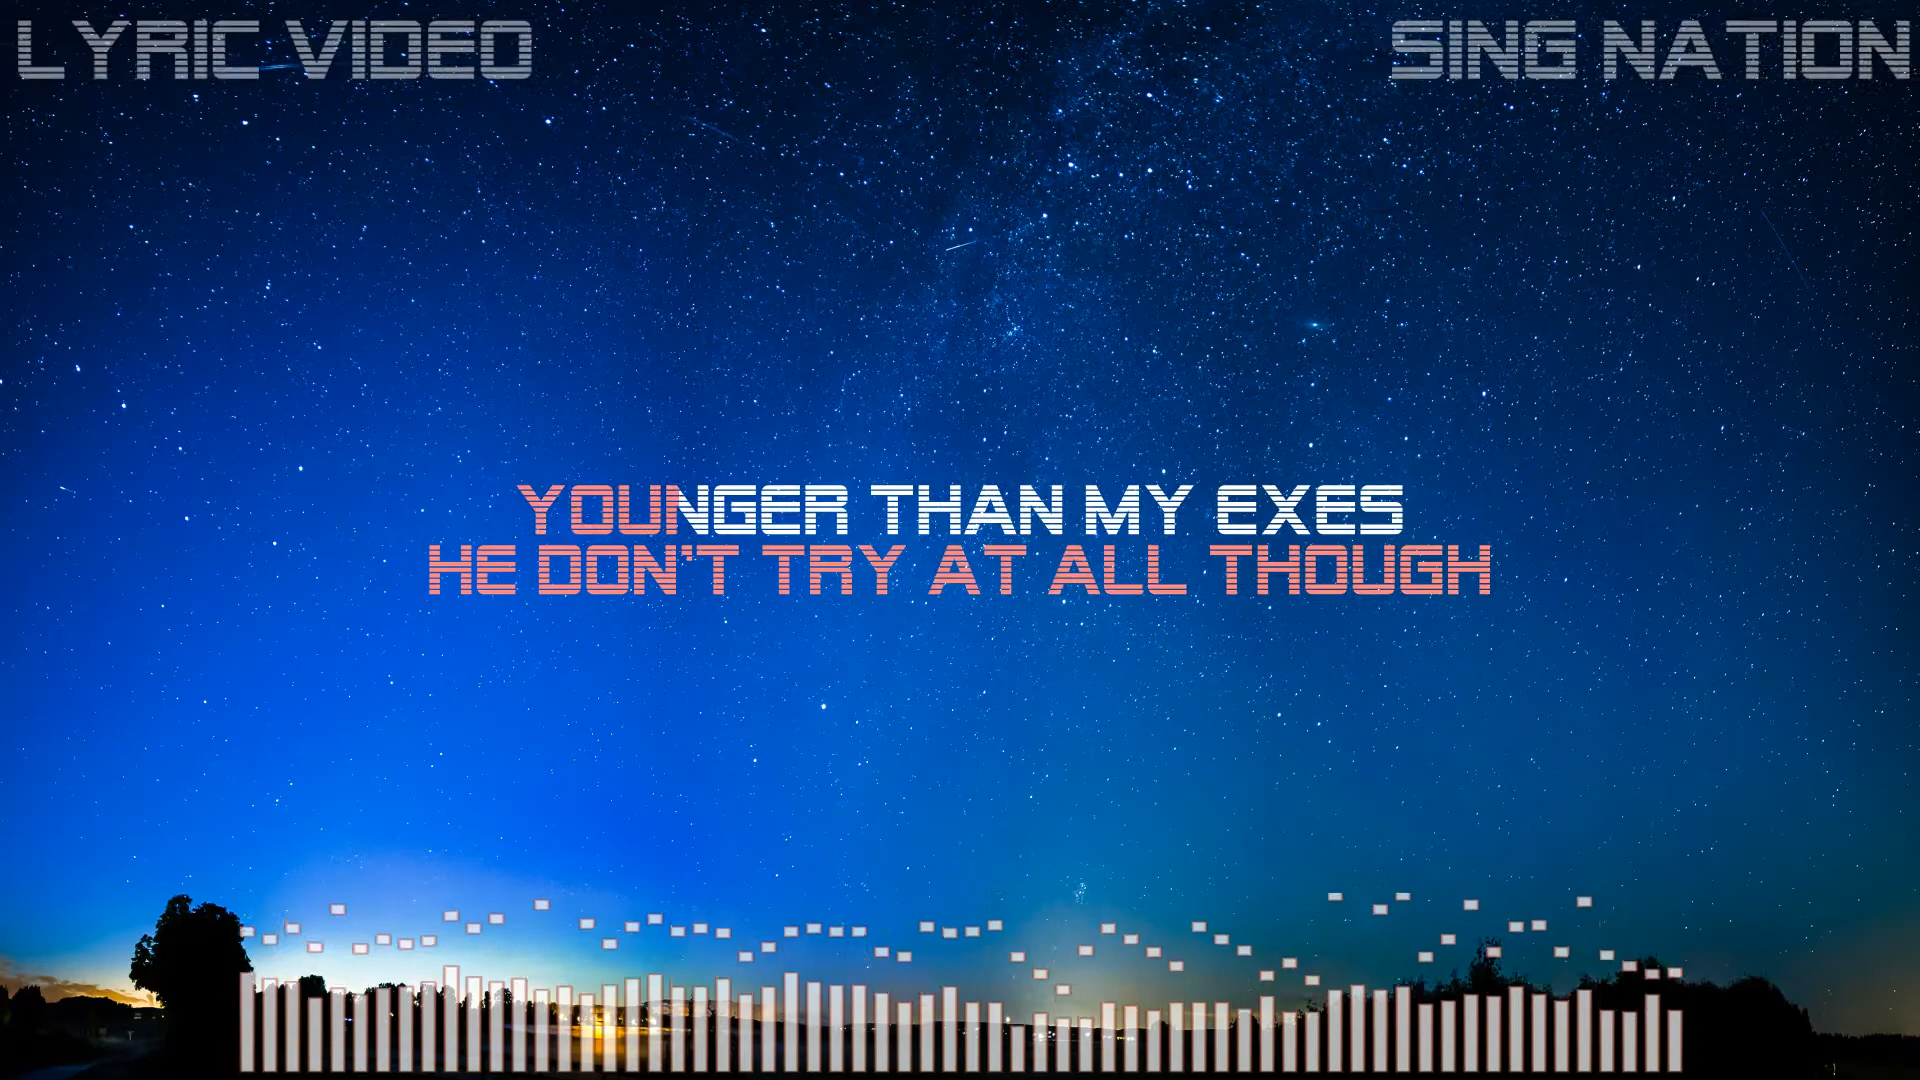 LYRIC VIDEO
SING NATION
YOUNGER THAN MY EXES
HE DON'T TRY AT ALL THOUGH